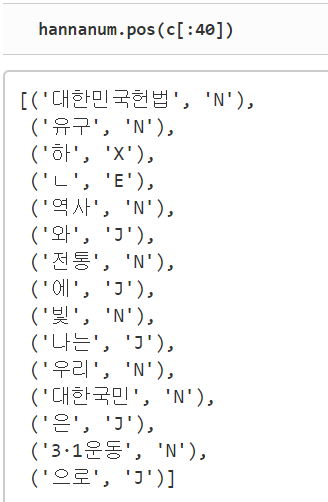 hannanum.pos(c[:40])
[('대한민국헌법', 'N'),
('유구', 'N'),
('하', 'X'),
('ㄴ', 'E'),
('역사', 'N'),
('와', 'J'),
('전통', 'N'),
('에', 'J'),
('빛', 'N'),
('나는', 'J'),
('우리', 'N'),
('대한국민', 'N'),
('은', 'J'),
('3·1운동', 'N'),
('으로', 'J')]